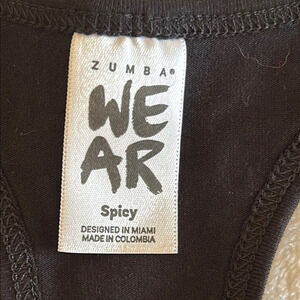 ZUMBA®
WE
AR
Spicy
DESIGNED IN MIAMI
MADE IN COLOMBIA